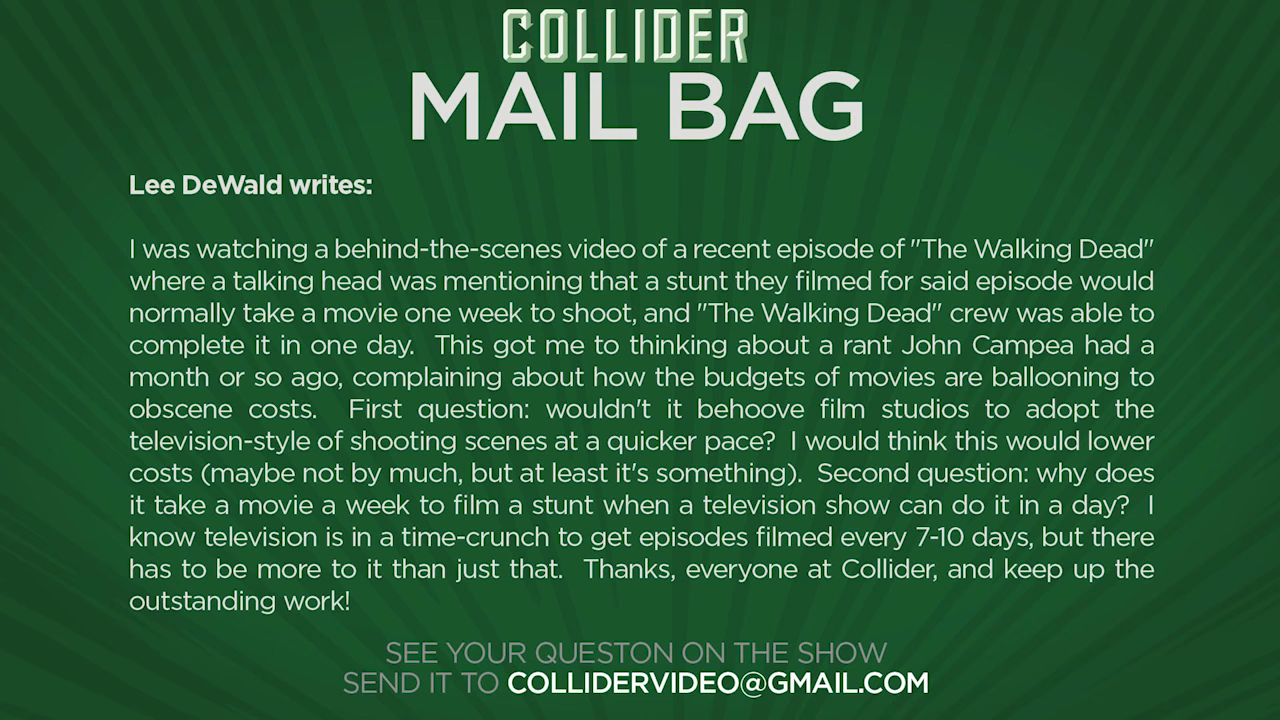 COLLIDER
MAIL BAG
Lee DeWald writes:
I was watching a behind-the-scenes video of a recent episode of "The Walking Dead"
where a talking head was mentioning that a stunt they filmed for said episode would
normally take a movie one week to shoot, and "The Walking Dead" crew was able to
complete it in one day. This got me to thinking about a rant John Campea had a
month or so ago, complaining about how the budgets of movies are ballooning to
obscene costs. First question: wouldn't it behoove film studios to adopt the
television-style of shooting scenes at a quicker pace? I would think this would lower
costs (maybe not by much, but at least it's something). Second question: why does
it take a movie a week to film a stunt when a television show can do it in a day? I
know television is in a time-crunch to get episodes filmed every 7-10 days, but there
has to be more to it than just that. Thanks, everyone at Collider, and keep up the
outstanding work!
SEE YOUR QUESTON ON THE SHOW
SEND IT TO COLLIDERVIDEO@GMAIL.COM